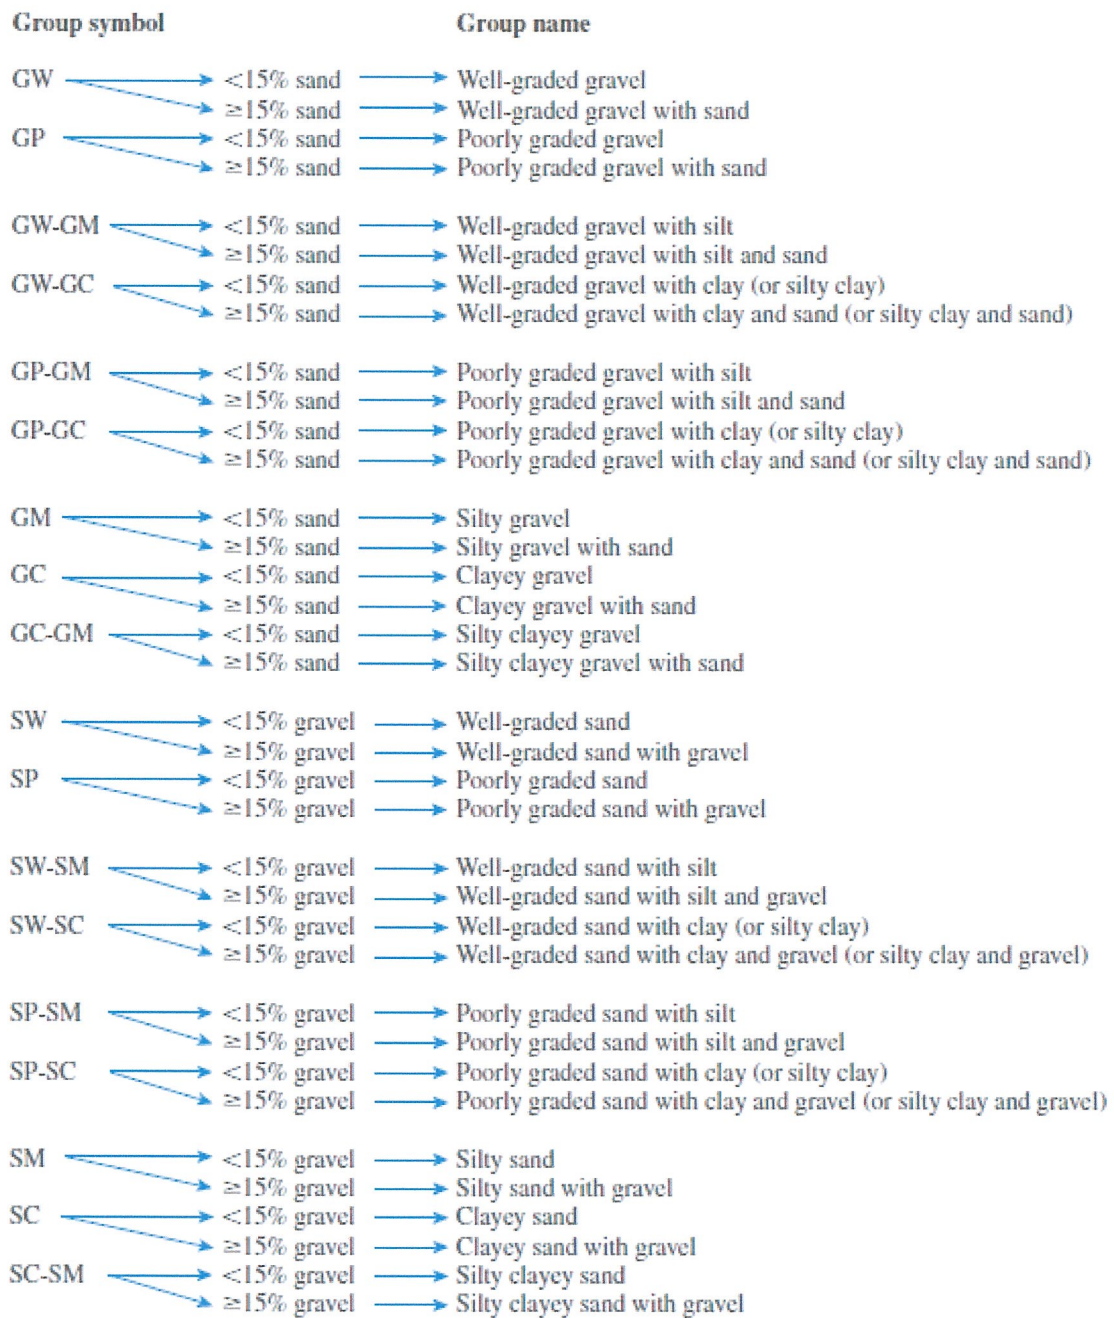 Group symbol Group name
GW <15% sand Well-graded gravel
≥15% sand Well-graded gravel with sand
GP <15% sand Poorly graded gravel
≥15% sand Poorly graded gravel with sand
GW-GM <15% sand Well-graded gravel with silt
≥15% sand Well-graded gravel with silt and sand
GW-GC <15% sand Well-graded gravel with clay (or silty clay)
≥15% sand Well-graded gravel with clay and sand (or silty clay and sand)
GP-GM <15% sand Poorly graded gravel with silt
≥15% sand Poorly graded gravel with silt and sand
GP-GC <15% sand Poorly graded gravel with clay (or silty clay)
≥15% sand Poorly graded gravel with clay and sand (or silty clay and sand)
GM <15% sand Silty gravel
≥15% sand Silty gravel with sand
GC <15% sand Clayey gravel
≥15% sand Clayey gravel with sand
GC-GM <15% sand Silty clayey gravel
≥15% sand Silty clayey gravel with sand
SW <15% gravel Well-graded sand
≥15% gravel Well-graded sand with gravel
SP <15% gravel Poorly graded sand
≥15% gravel Poorly graded sand with gravel
SW-SM <15% gravel Well-graded sand with silt
≥15% gravel Well-graded sand with silt and gravel
SW-SC <15% gravel Well-graded sand with clay (or silty clay)
≥15% gravel Well-graded sand with clay and gravel (or silty clay and gravel)
SP-SM <15% gravel Poorly graded sand with silt
≥15% gravel Poorly graded sand with silt and gravel
SP-SC <15% gravel Poorly graded sand with clay (or silty clay)
≥15% gravel Poorly graded sand with clay and gravel (or silty clay and gravel)
SM <15% gravel Silty sand
≥15% gravel Silty sand with gravel
SC <15% gravel Clayey sand
≥15% gravel Clayey sand with gravel
SC-SM <15% gravel Silty clayey sand
≥15% gravel Silty clayey sand with gravel